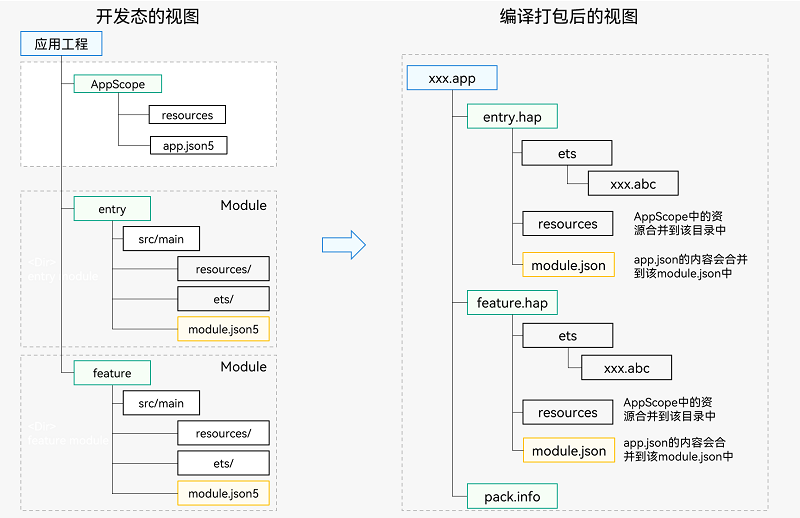 开发态的视图
应用工程
AppScope
resources
app.json5
Module
entry
src/main
<Dir>
entry module
resources/
ets/
module.json5
Module
feature
src/main
<Dir>
feature module
resources/
ets/
module.json5
编译打包后的视图
xxx.app
entry.hap
ets
xxx.abc
resources
AppScope中的资
源合并到该目录中
module.json
app.json的内容会合并
到该module.json中
feature.hap
ets
xxx.abc
resources
AppScope中的资
源合并到该目录中
module.json
app.json的内容会合
并到该module.json中
pack.info